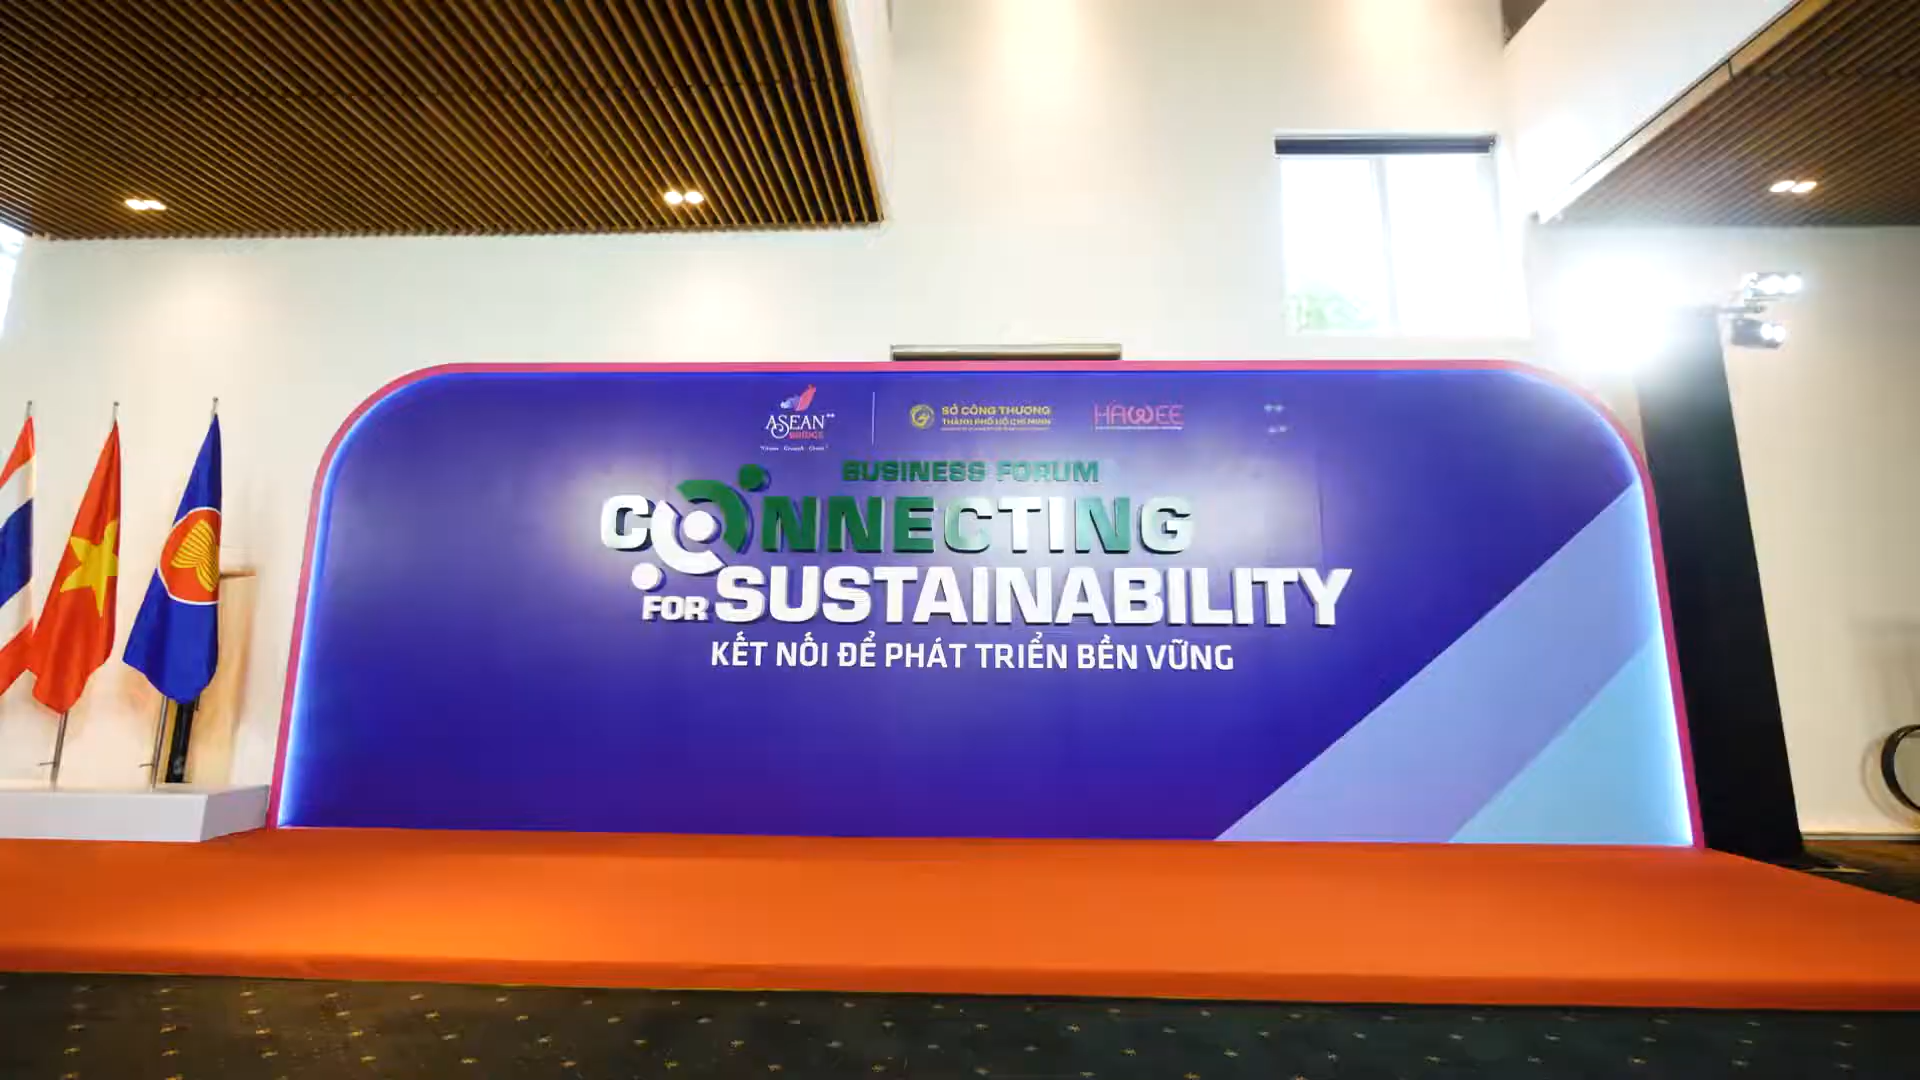 ASEAN
BRIDGE
SỞ CÔNG THƯƠNG
THÀNH PHỐ HỒ CHÍ MINH
HAWEE
BUSINESS FORUM
CONNECTING
FOR SUSTAINABILITY
KẾT NỐI ĐỂ PHÁT TRIỂN BỀN VỮNG